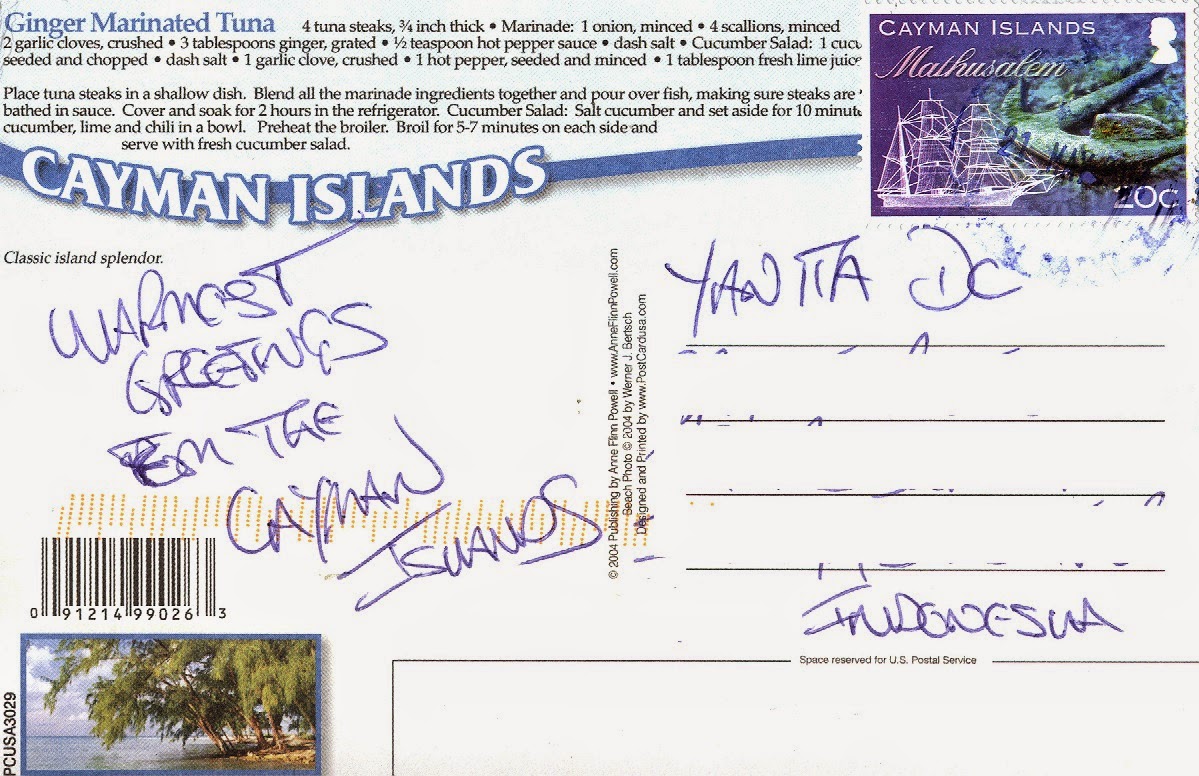 Ginger Marinated Tuna 4 tuna steaks, ¾ inch thick • Marinade: 1 onion, minced • 4 scallions, minced
2 garlic cloves, crushed • 3 tablespoons ginger, grated • ½ teaspoon hot pepper sauce • dash salt • Cucumber Salad: 1 cucu
seeded and chopped • dash salt • 1 garlic clove, crushed • 1 hot pepper, seeded and minced • 1 tablespoon fresh lime juice
Place tuna steaks in a shallow dish. Blend all the marinade ingredients together and pour over fish, making sure steaks are
bathed in sauce. Cover and soak for 2 hours in the refrigerator. Cucumber Salad: Salt cucumber and set aside for 10 minut
cucumber, lime and chili in a bowl. Preheat the broiler. Broil for 5-7 minutes on each side and
serve with fresh cucumber salad.
CAYMAN ISLANDS
CAYMAN ISLANDS
Mathusalem
20c
Classic island splendor.
WARMEST
GREETINGS
FROM THE
CAYMAN
ISLANDS
© 2004 Publishing by Anne Flinn Powell • www.AnneFlinnPowell.com
Beach Photo © 2004 by Werner J. Bertsch
Designed and Printed by www.PostCardusa.com
YANITA DC
INDONESIA
0 91214 99026 3
Space reserved for U.S. Postal Service
PCUSA3029